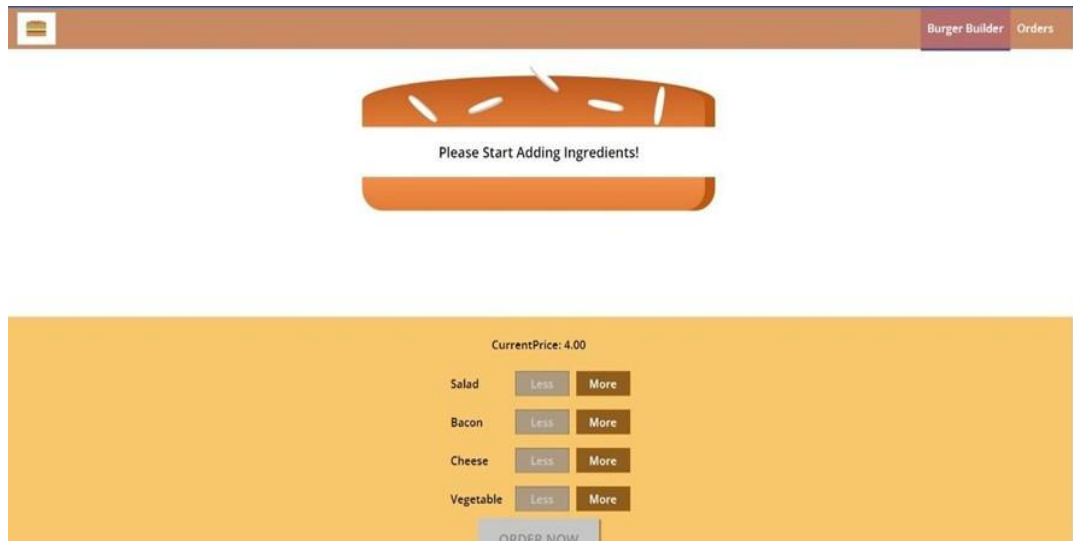 Burger Builder Orders
Please Start Adding Ingredients!
CurrentPrice: 4.00
Salad Less More
Bacon Less More
Cheese Less More
Vegetable Less More
ORDER NOW